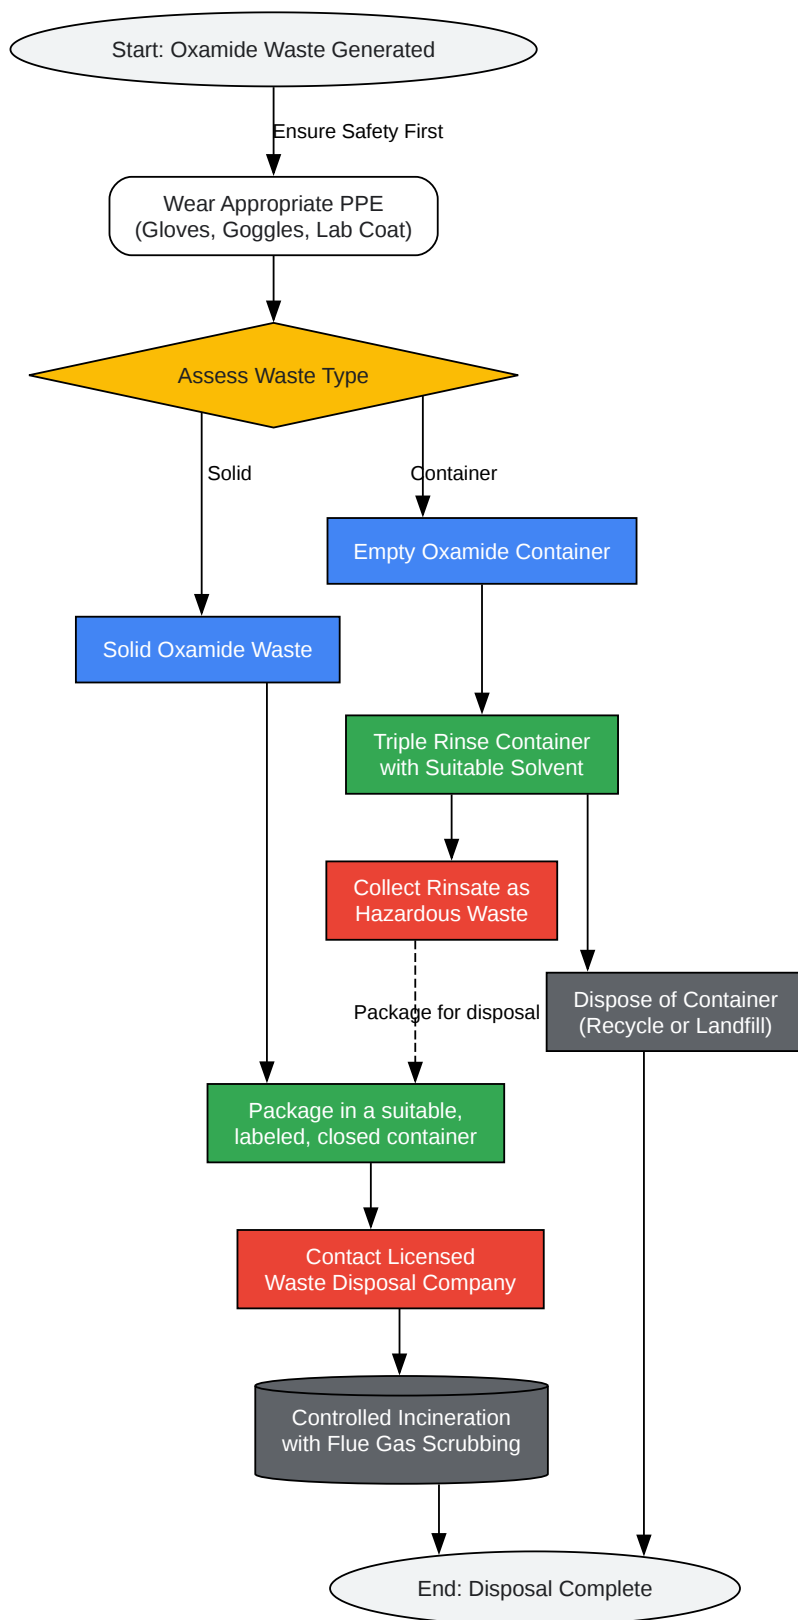 Start: Oxamide Waste Generated
Ensure Safety First
Wear Appropriate PPE
(Gloves, Goggles, Lab Coat)
Assess Waste Type
Solid
Container
Empty Oxamide Container
Solid Oxamide Waste
Triple Rinse Container
with Suitable Solvent
Collect Rinsate as
Hazardous Waste
Dispose of Container
(Recycle or Landfill)
Package for disposal
Package in a suitable,
labeled, closed container
Contact Licensed
Waste Disposal Company
Controlled Incineration
with Flue Gas Scrubbing
End: Disposal Complete